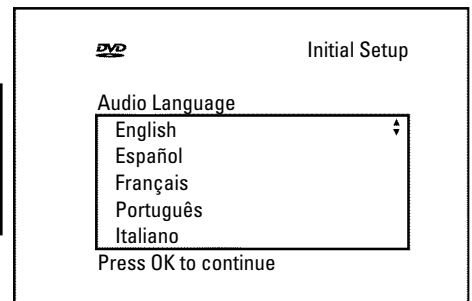 DVD
Initial Setup
Audio Language
English
Español
Français
Português
Italiano
Press OK to continue